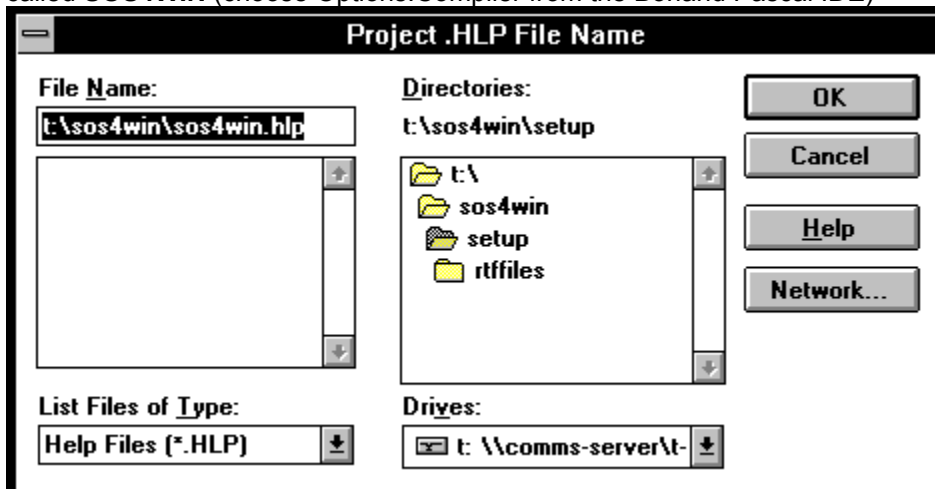 called SOS4WIN (choose Options.Compiler from the Borland Pascal IDE)
Project .HLP File Name
File Name:
t:\sos4win\sos4win.hlp
Directories:
t:\sos4win\setup
t:\
sos4win
setup
rtffiles
OK
Cancel
Help
Network...
List Files of Type:
Help Files (*.HLP)
Drives:
t: \\comms-server\t-